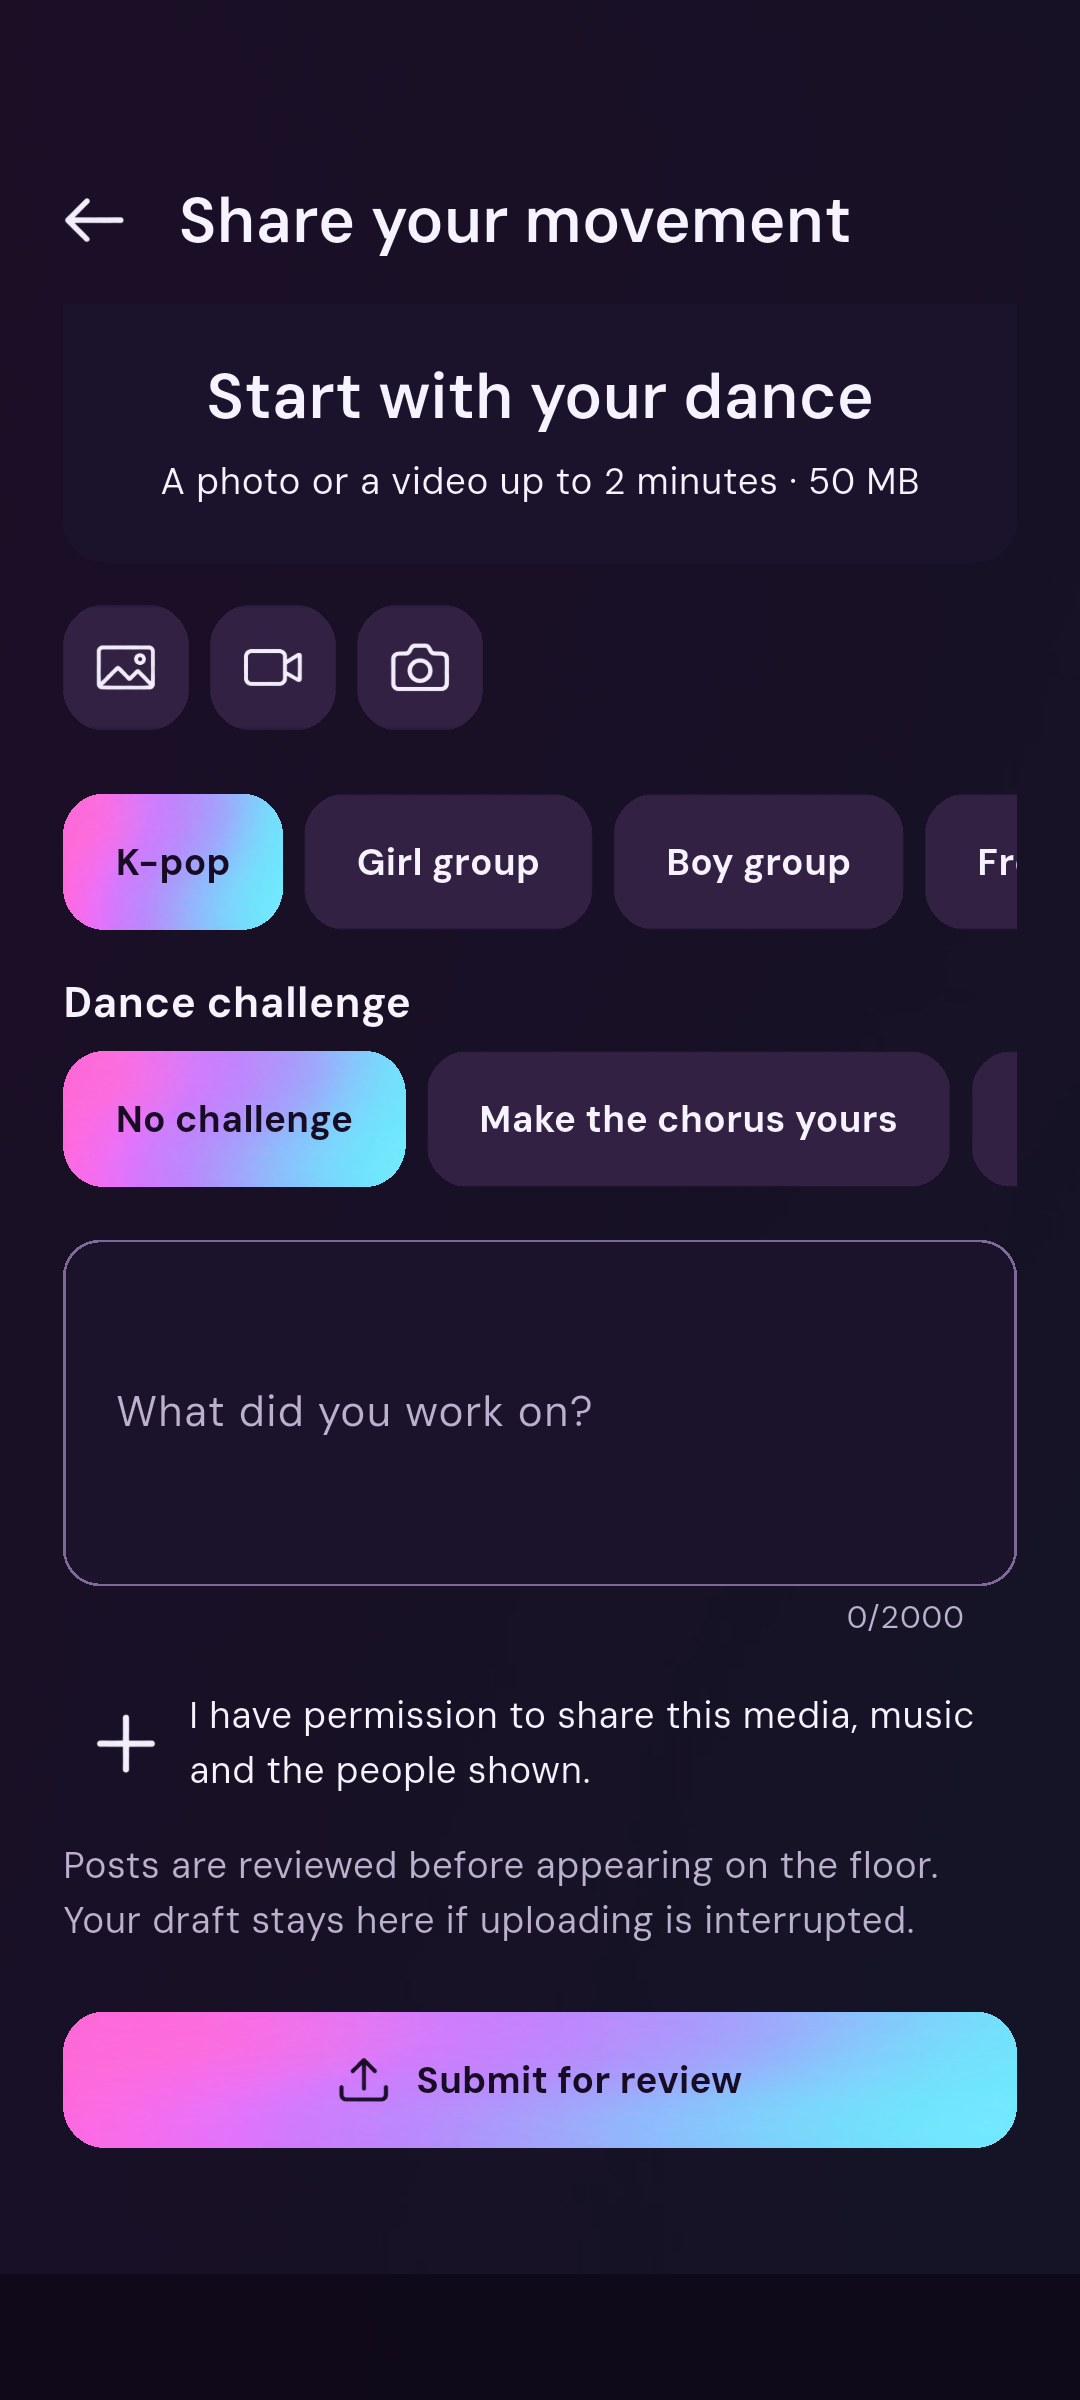 Share your movement
Start with your dance
A photo or a video up to 2 minutes · 50 MB
K-pop
Girl group
Boy group
Dance challenge
No challenge
Make the chorus yours
What did you work on?
0/2000
I have permission to share this media, music
and the people shown.
Posts are reviewed before appearing on the floor.
Your draft stays here if uploading is interrupted.
Submit for review